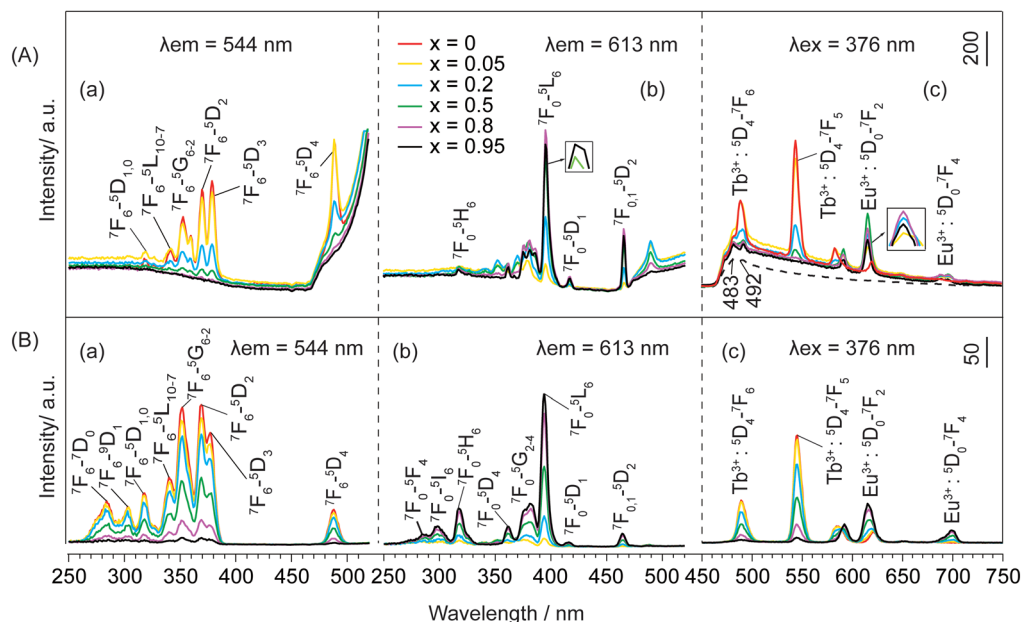 (A)
Intensity/ a.u.
λem = 544 nm
(a)
⁷F₆-⁵D₁,₀
⁷F₆-⁵L₁₀₋₇
⁷F₆-⁵G₆₋₂
⁷F₆-⁵D₂
⁷F₆-⁵D₃
⁷F₆-⁵D₄
λem = 613 nm
(b)
x = 0
x = 0.05
x = 0.2
x = 0.5
x = 0.8
x = 0.95
⁷F₀-⁵H₆
⁷F₀-⁵L₆
⁷F₀-⁵D₁
⁷F₀,₁-⁵D₂
λex = 376 nm
200
(c)
Tb³⁺: ⁵D₄-⁷F₆
Tb³⁺: ⁵D₄-⁷F₅
Eu³⁺: ⁵D₀-⁷F₂
Eu³⁺: ⁵D₀-⁷F₄
483
492
(B)
Intensity/ a.u.
(a)
λem = 544 nm
⁷F₆-⁷D₀
⁷F₆-⁹D₁
⁷F₆-⁵D₁,₀
⁷F₆-⁵L₁₀₋₇
⁷F₆-⁵G₆₋₂
⁷F₆-⁵D₂
⁷F₆-⁵D₃
⁷F₆-⁵D₄
(b)
λem = 613 nm
⁷F₀-⁵F₄
⁷F₀-⁵I₆
⁷F₀-⁵H₆
⁷F₀-⁵D₄
⁷F₀-⁵G₂₋₄
⁷F₀-⁵L₆
⁷F₀-⁵D₁
⁷F₀,₁-⁵D₂
(c)
λex = 376 nm
50
Tb³⁺: ⁵D₄-⁷F₆
Tb³⁺: ⁵D₄-⁷F₅
Eu³⁺: ⁵D₀-⁷F₂
Eu³⁺: ⁵D₀-⁷F₄
250 300 350 400 450 500 250 300 350 400 450 500 450 500 550 600 650 700 750
Wavelength / nm